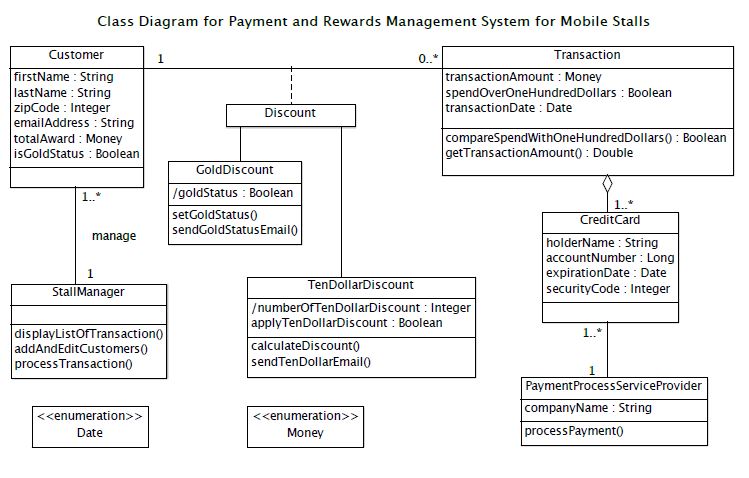 Class Diagram for Payment and Rewards Management System for Mobile Stalls
Customer
firstName : String
lastName : String
zipCode : Integer
emailAddress : String
totalAward : Money
isGoldStatus : Boolean
1
0..*
Transaction
transactionAmount : Money
spendOverOneHundredDollars : Boolean
transactionDate : Date
compareSpendWithOneHundredDollars() : Boolean
getTransactionAmount() : Double
Discount
GoldDiscount
/goldStatus : Boolean
setGoldStatus()
sendGoldStatusEmail()
1..*
manage
1
StallManager
displayListOfTransaction()
addAndEditCustomers()
processTransaction()
TenDollarDiscount
/numberOfTenDollarDiscount : Integer
applyTenDollarDiscount : Boolean
calculateDiscount()
sendTenDollarEmail()
1..*
CreditCard
holderName : String
accountNumber : Long
expirationDate : Date
securityCode : Integer
1..*
1
PaymentProcessServiceProvider
companyName : String
processPayment()
<<enumeration>>
Date
<<enumeration>>
Money